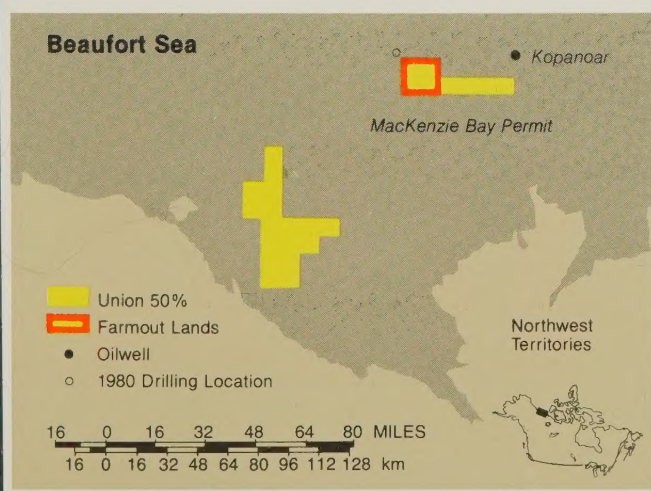 Beaufort Sea
Kopanoar
MacKenzie Bay Permit
Union 50%
Farmout Lands
Oilwell
1980 Drilling Location
Northwest
Territories
16 0 16 32 48 64 80 MILES
16 0 16 32 48 64 80 96 112 128 km